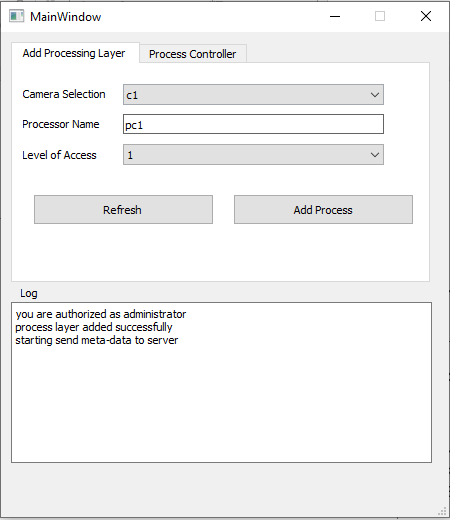 MainWindow
Add Processing Layer
Process Controller
Camera Selection
c1
Processor Name
pc1
Level of Access
1
Refresh
Add Process
Log
you are authorized as administrator
process layer added successfully
starting send meta-data to server